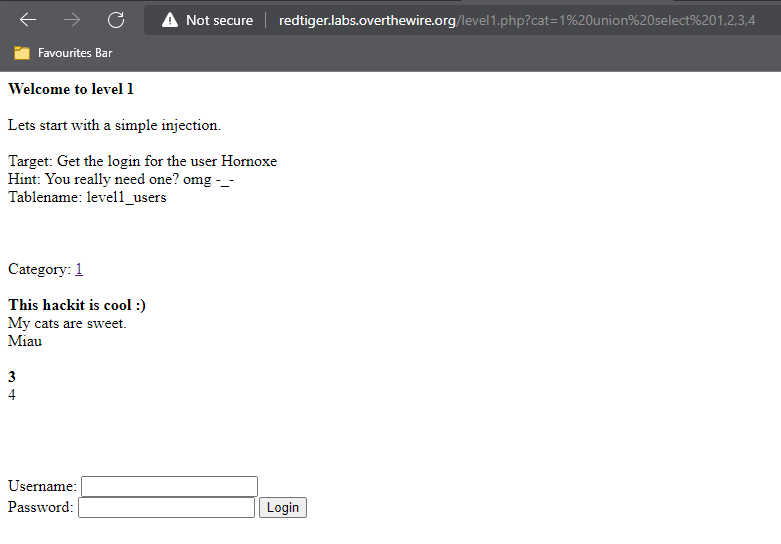 Not secure
redtiger.labs.overthewire.org/level1.php?cat=1%20union%20select%201,2,3,4
Favourites Bar
Welcome to level 1
Lets start with a simple injection.
Target: Get the login for the user Hornoxe
Hint: You really need one? omg -_-
Tablename: level1_users
Category: 1
This hackit is cool :)
My cats are sweet.
Miau
3
4
Username:
Password: Login